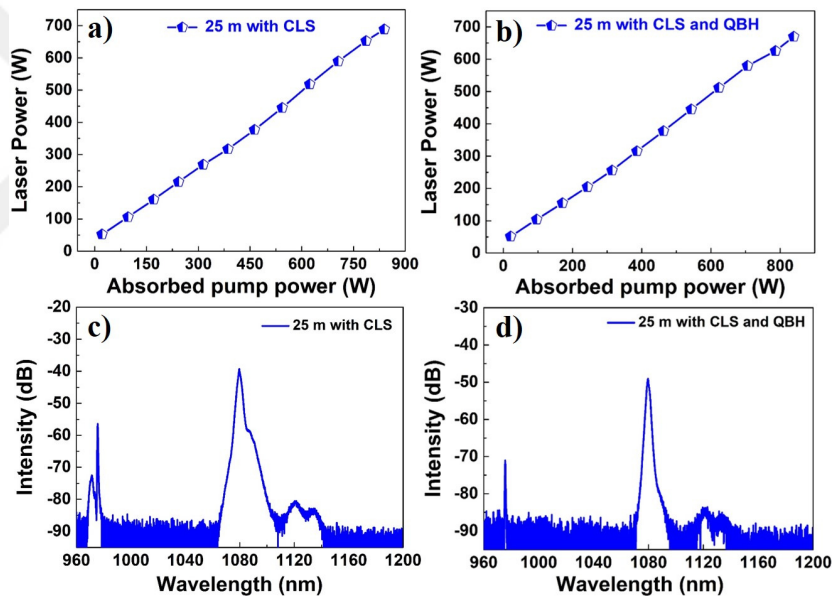 a)
25 m with CLS
Laser Power (W)
700
600
500
400
300
200
100
0
0 150 300 450 600 750 900
Absorbed pump power (W)
b)
25 m with CLS and QBH
Laser Power (W)
700
600
500
400
300
200
100
0
0 200 400 600 800
Absorbed pump power (W)
c)
25 m with CLS
Intensity (dB)
-20
-30
-40
-50
-60
-70
-80
-90
960 1000 1040 1080 1120 1160 1200
Wavelength (nm)
d)
25 m with CLS and QBH
Intensity (dB)
-30
-40
-50
-60
-70
-80
-90
960 1000 1040 1080 1120 1160 1200
Wavelength (nm)